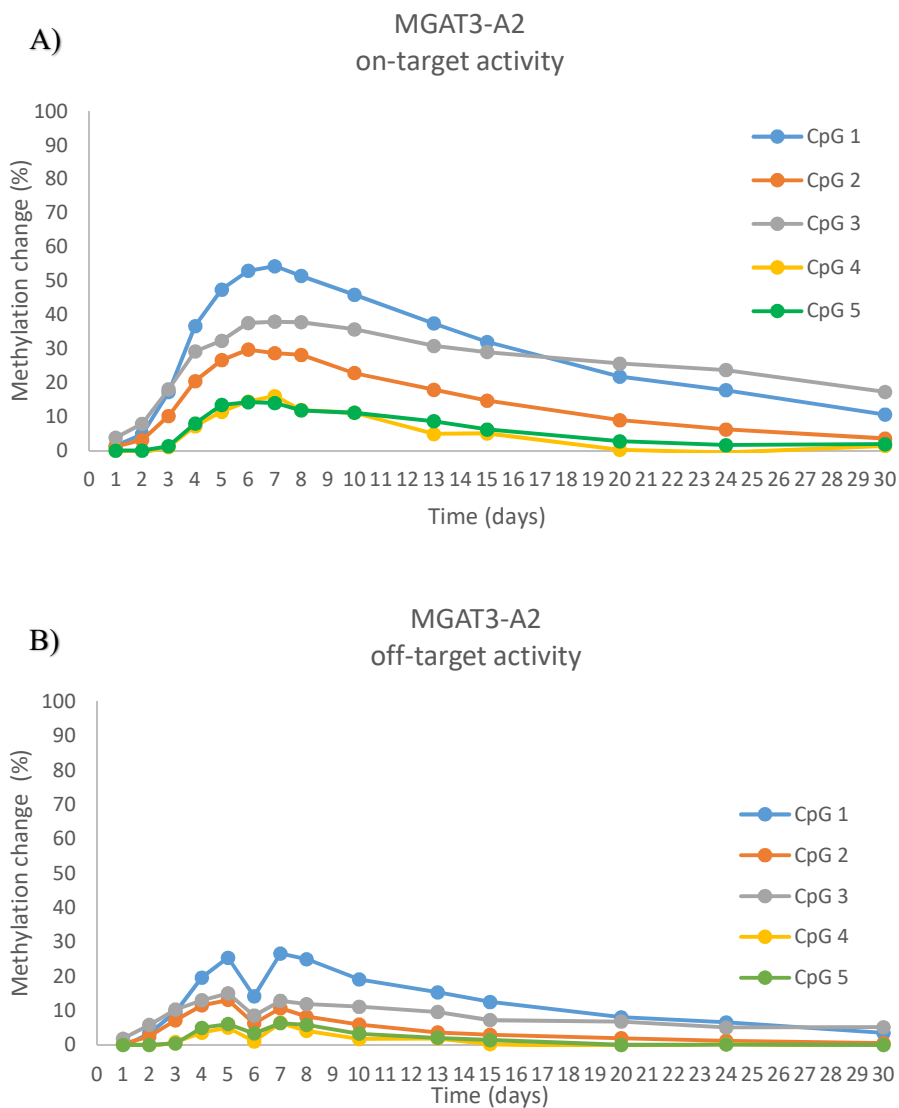 A)
MGAT3-A2
on-target activity
Methylation change (%)
100
90
80
70
60
50
40
30
20
10
0
CpG 1
CpG 2
CpG 3
CpG 4
CpG 5
0 1 2 3 4 5 6 7 8 9 10 11 12 13 14 15 16 17 18 19 20 21 22 23 24 25 26 27 28 29 30
Time (days)
B)
MGAT3-A2
off-target activity
Methylation change (%)
100
90
80
70
60
50
40
30
20
10
0
CpG 1
CpG 2
CpG 3
CpG 4
CpG 5
0 1 2 3 4 5 6 7 8 9 10 11 12 13 14 15 16 17 18 19 20 21 22 23 24 25 26 27 28 29 30
Time (days)